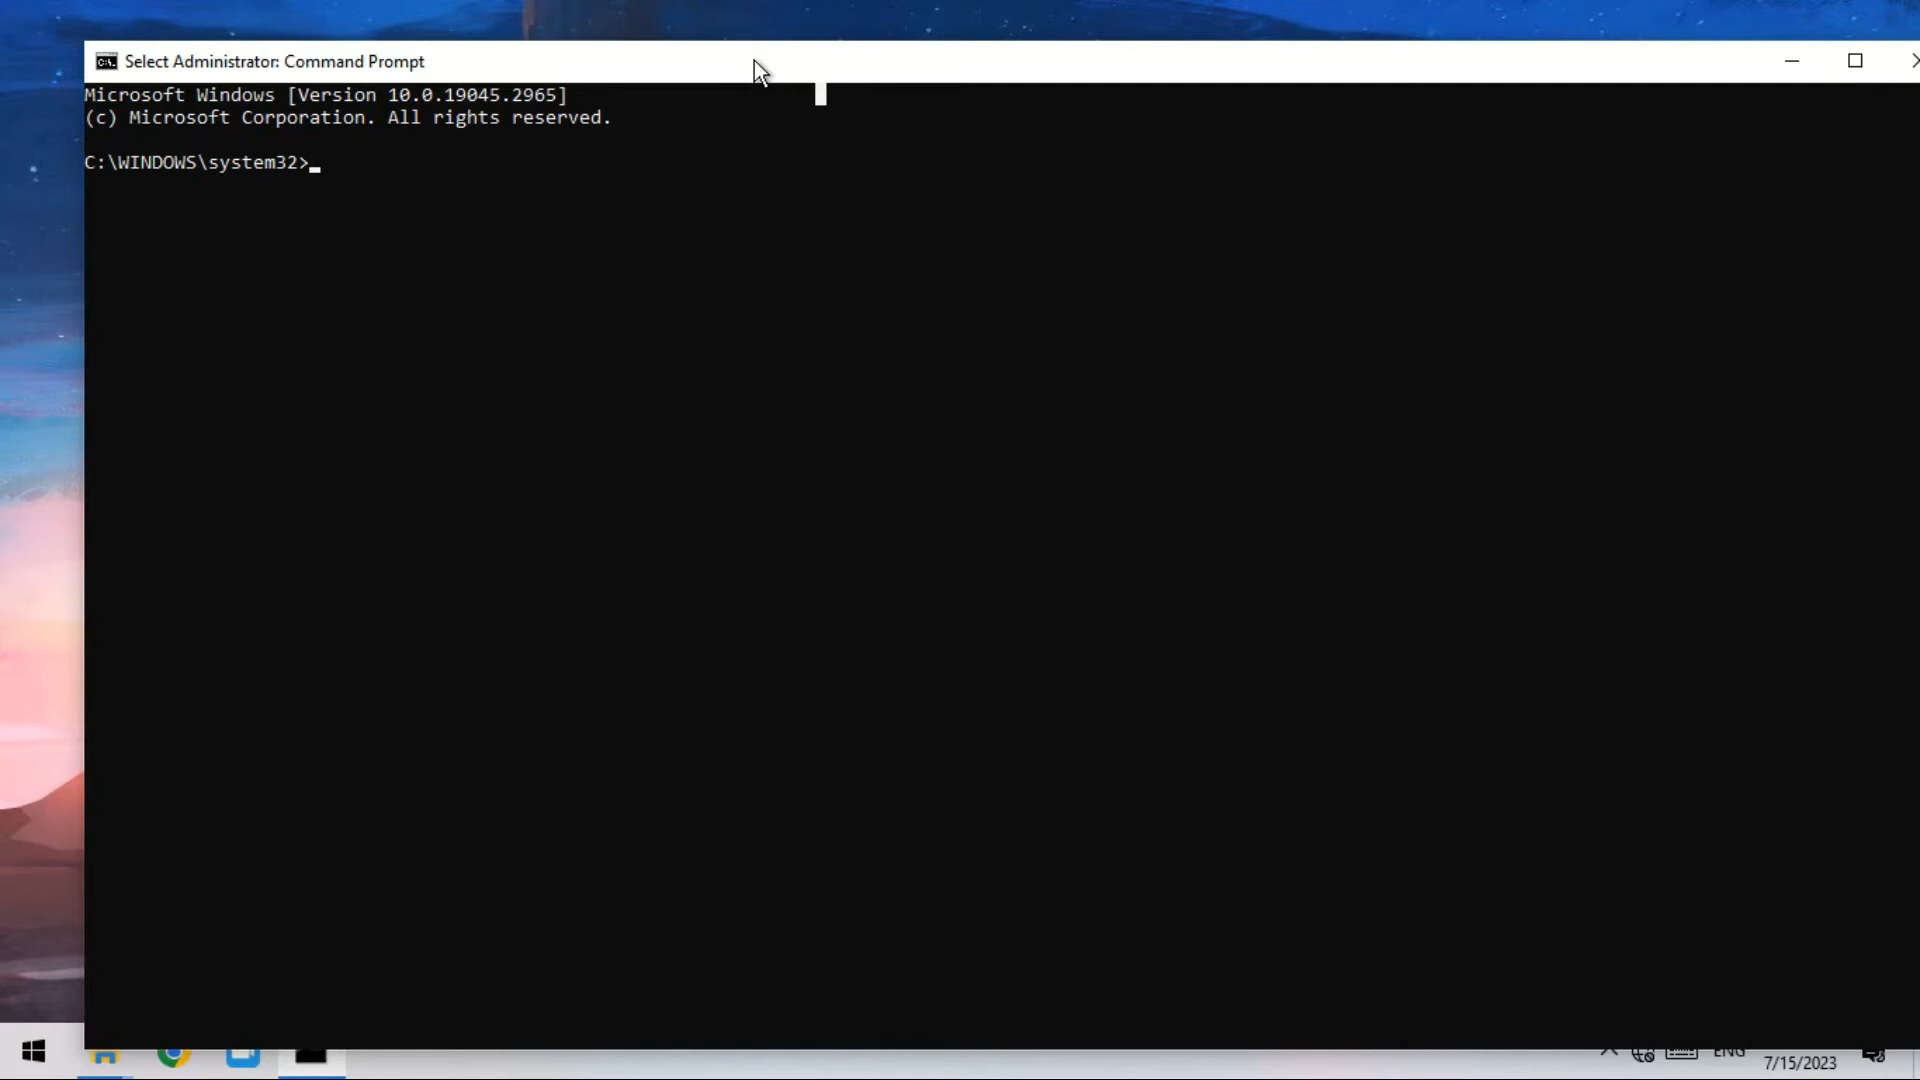 Select Administrator: Command Prompt
Microsoft Windows [Version 10.0.19045.2965]
(c) Microsoft Corporation. All rights reserved.
C:\WINDOWS\system32>
ENG
7/15/2023